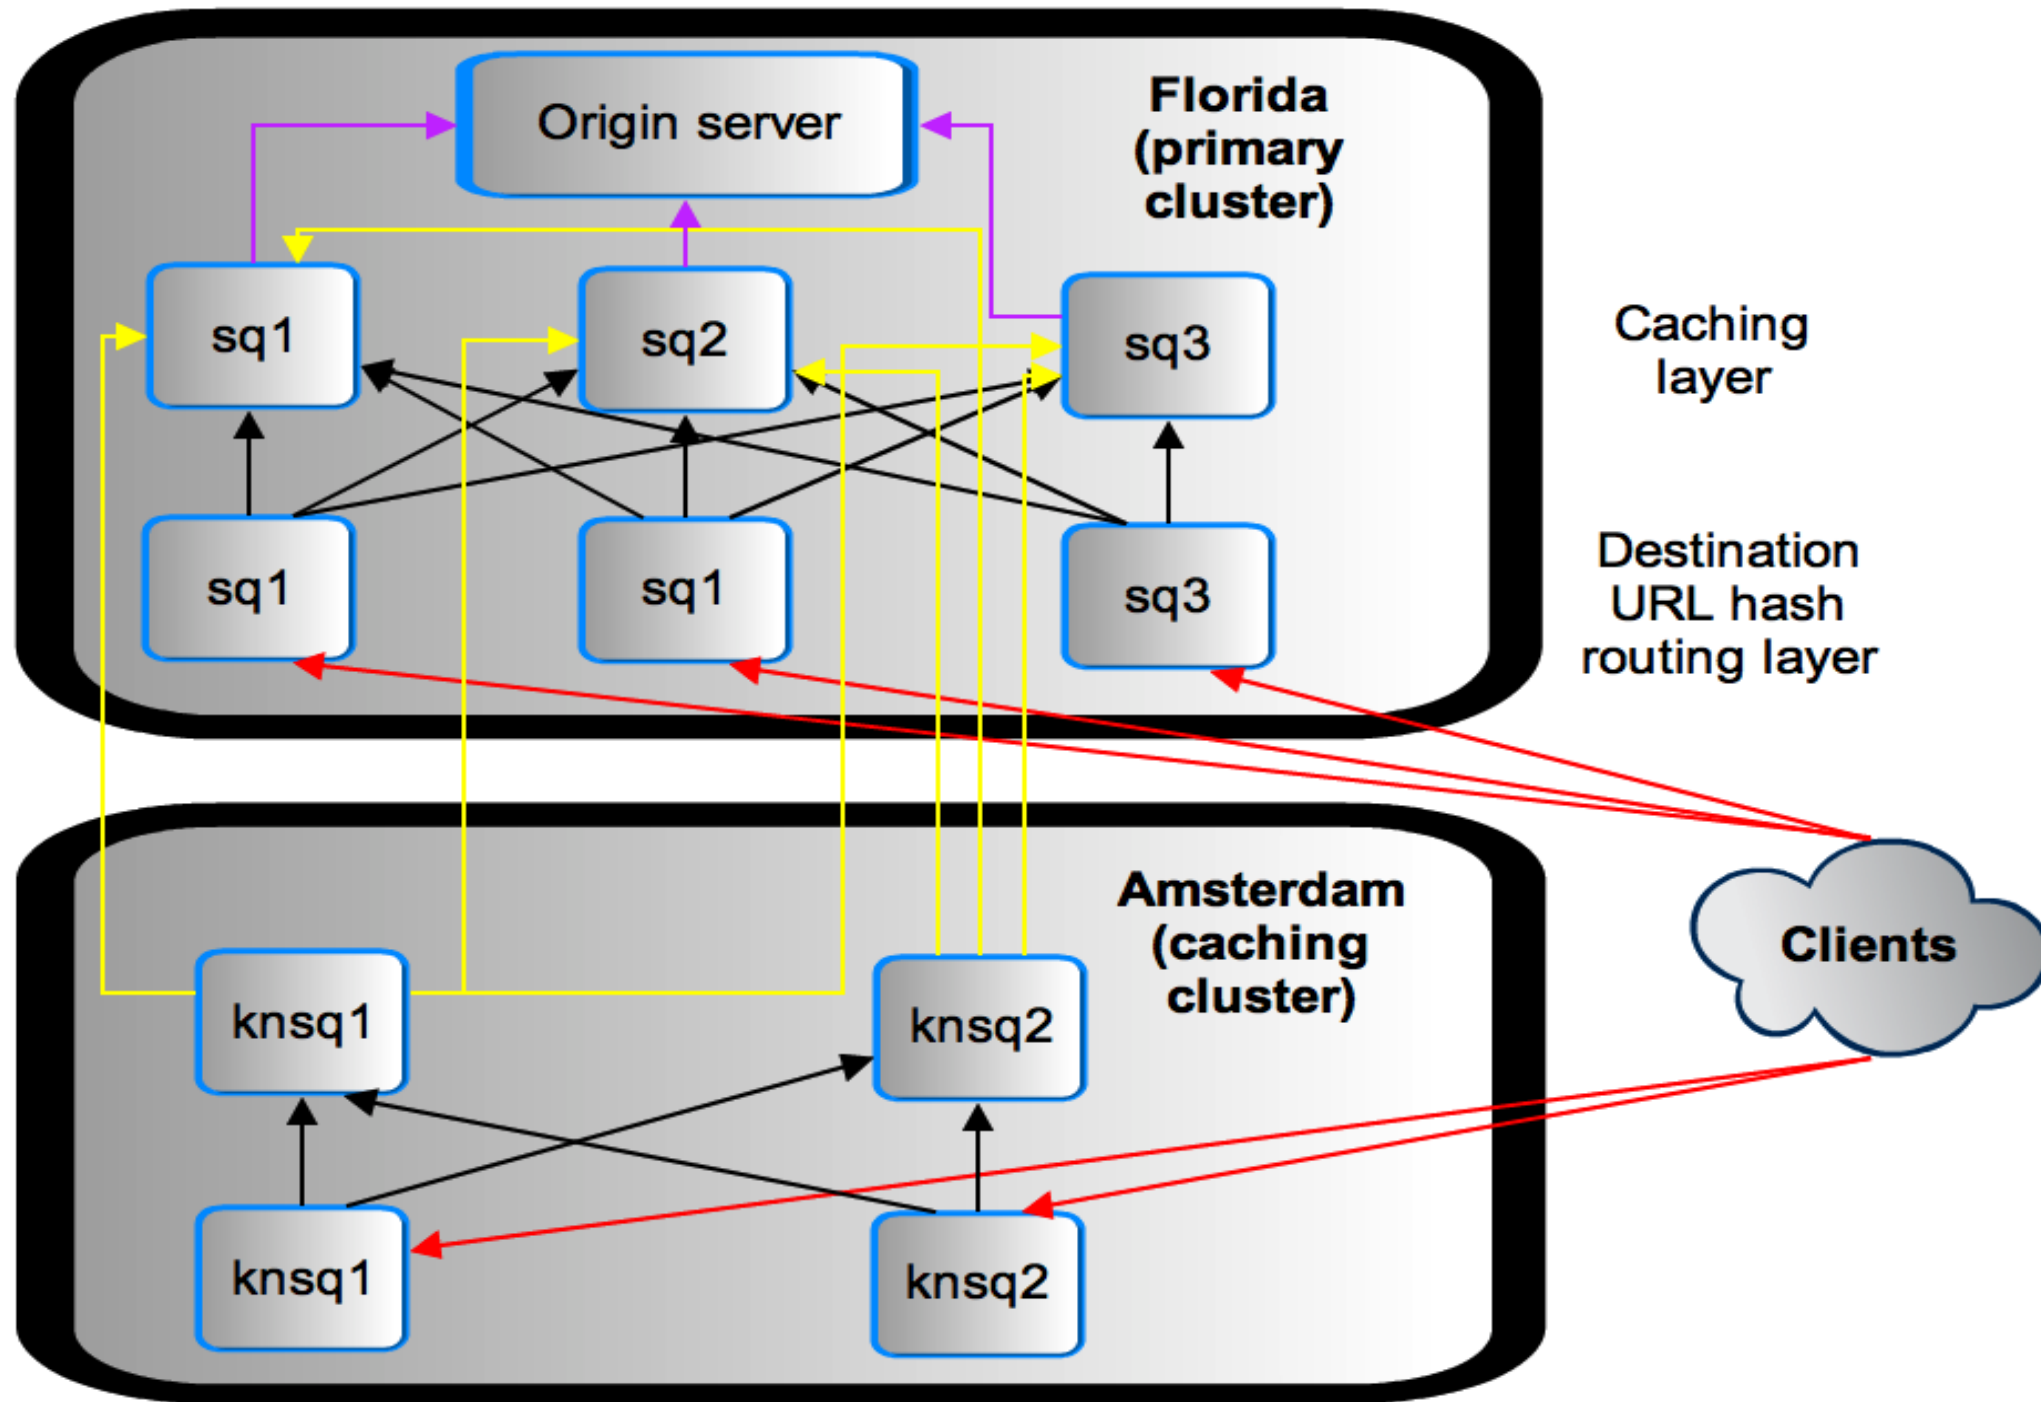 Origin server
Florida
(primary
cluster)
sq1
sq2
sq3
Caching
layer
sq1
sq1
sq3
Destination
URL hash
routing layer
Amsterdam
(caching
cluster)
Clients
knsq1
knsq2
knsq1
knsq2